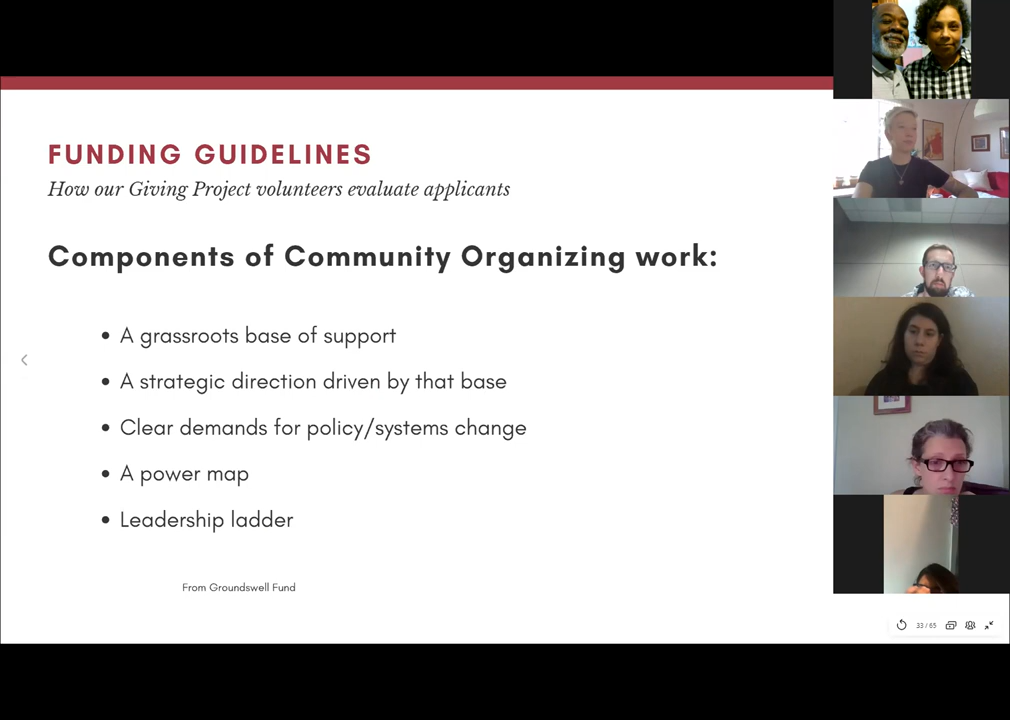 FUNDING GUIDELINES
How our Giving Project volunteers evaluate applicants
Components of Community Organizing work:
• A grassroots base of support
• A strategic direction driven by that base
• Clear demands for policy/systems change
• A power map
• Leadership ladder
From Groundswell Fund
33 / 65